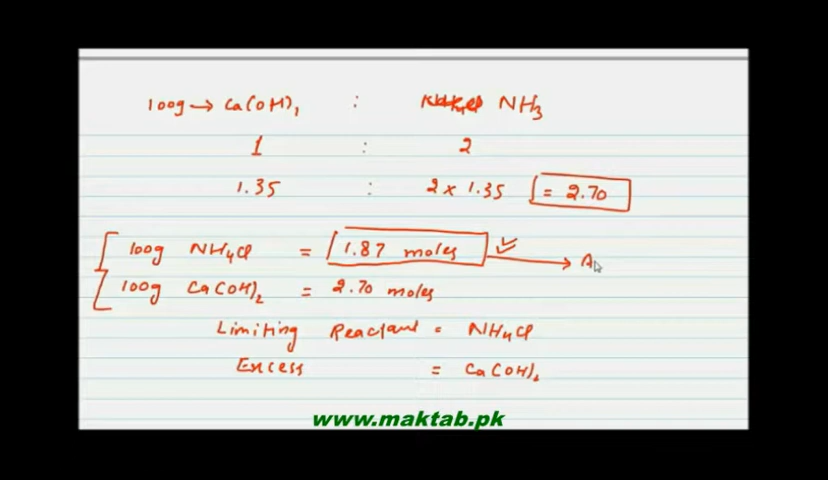 100g → Ca(OH)₂ : NH₃
1 : 2
1.35 : 2 x 1.35 = 2.70
100g NH₄Cl = 1.87 moles ✓ → A
100g Ca(OH)₂ = 2.70 moles
Limiting Reactant = NH₄Cl
Excess = Ca(OH)₂
www.maktab.pk